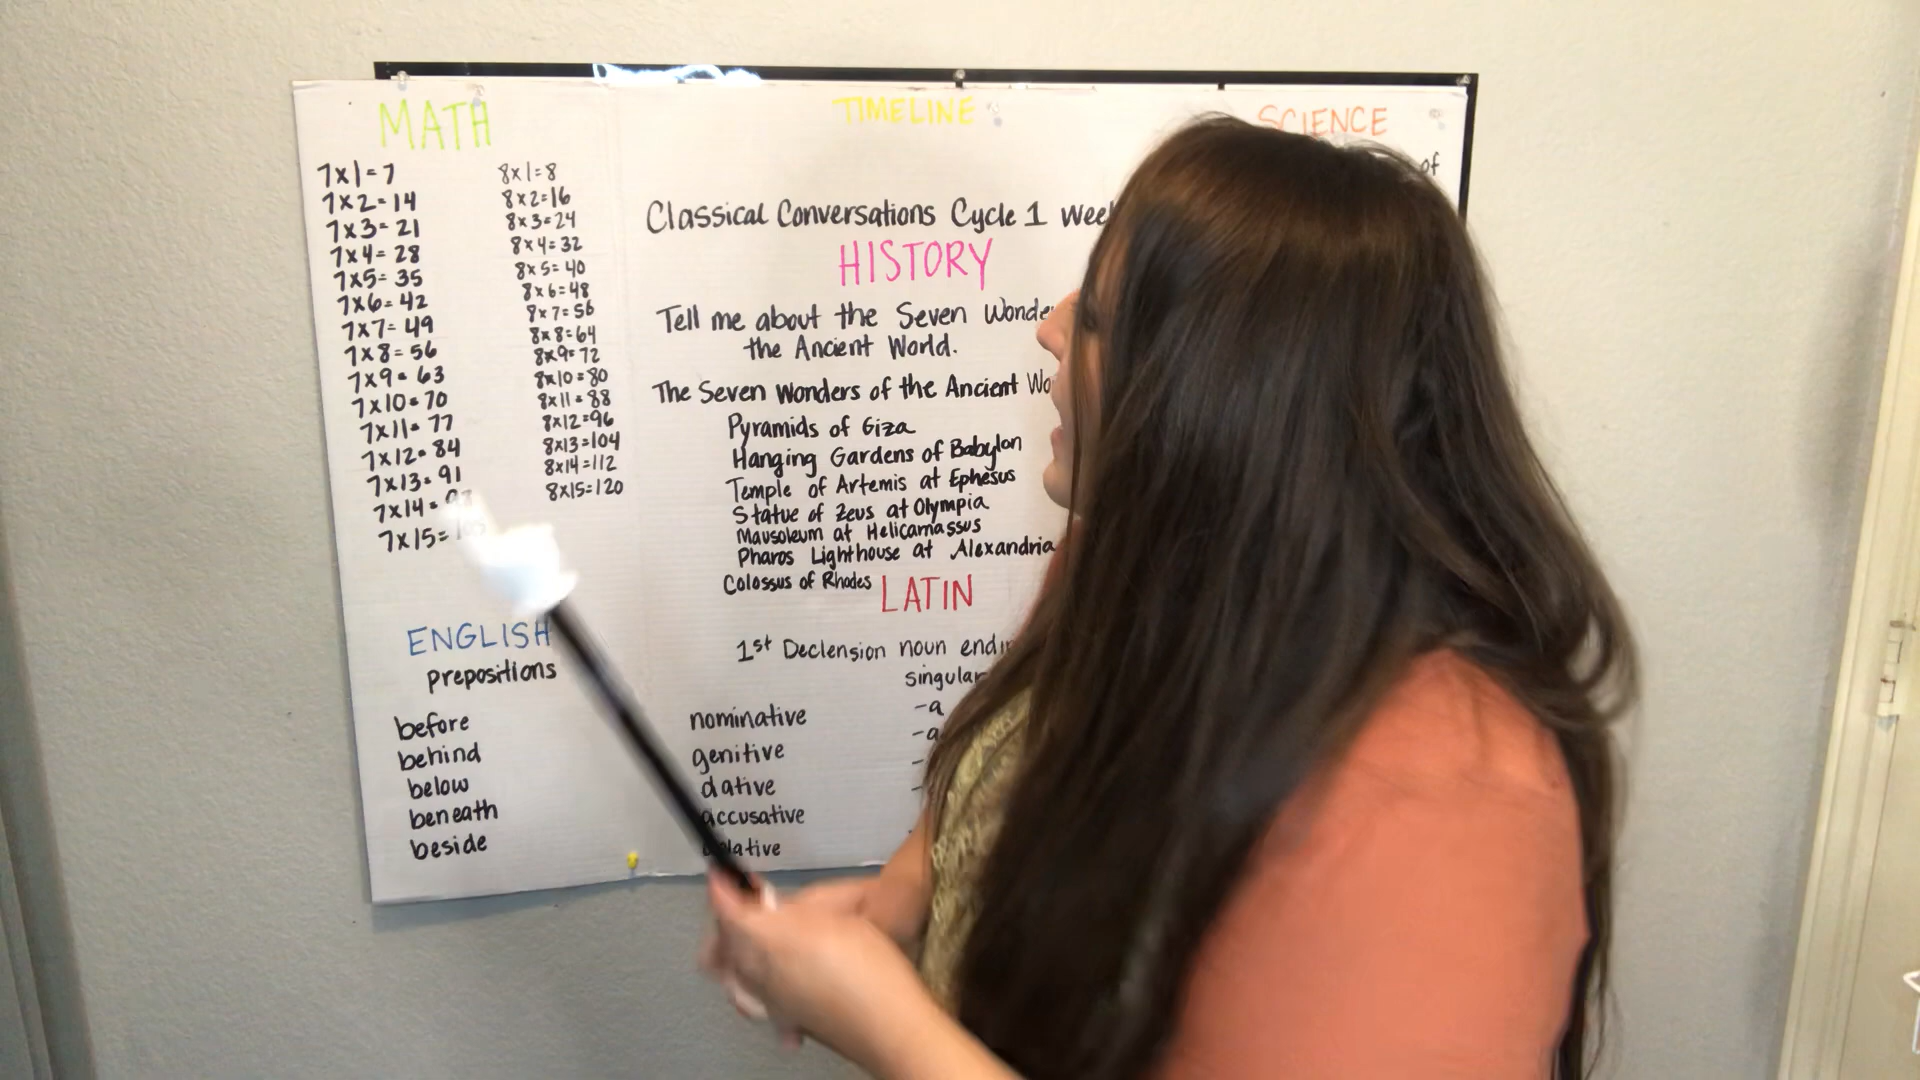 MATH
7x1=7
7x2=14
7x3=21
7x4=28
7x5=35
7x6=42
7x7=49
7x8=56
7x9=63
7x10=70
7x11=77
7x12=84
7x13=91
7x14=
7x15=
8x1=8
8x2=16
8x3=24
8x4=32
8x5=40
8x6=48
8x7=56
8x8=64
8x9=72
8x10=80
8x11=88
8x12=96
8x13=104
8x14=112
8x15=120
ENGLISH
prepositions
before
behind
below
beneath
beside
TIMELINE
Classical Conversations Cycle 1
HISTORY
Tell me about the Seven
the Ancient World.
The Seven Wonders of the Ancient
Pyramids of Giza
Hanging Gardens of Babylon
Temple of Artemis at Ephesus
Statue of Zeus at Olympia
Mausoleum at Helicarnassus
Pharos Lighthouse at Alexandria
Colossus of Rhodes
LATIN
1st Declension noun
singular
nominative -a
genitive
dative
accusative
SCIENCE
of